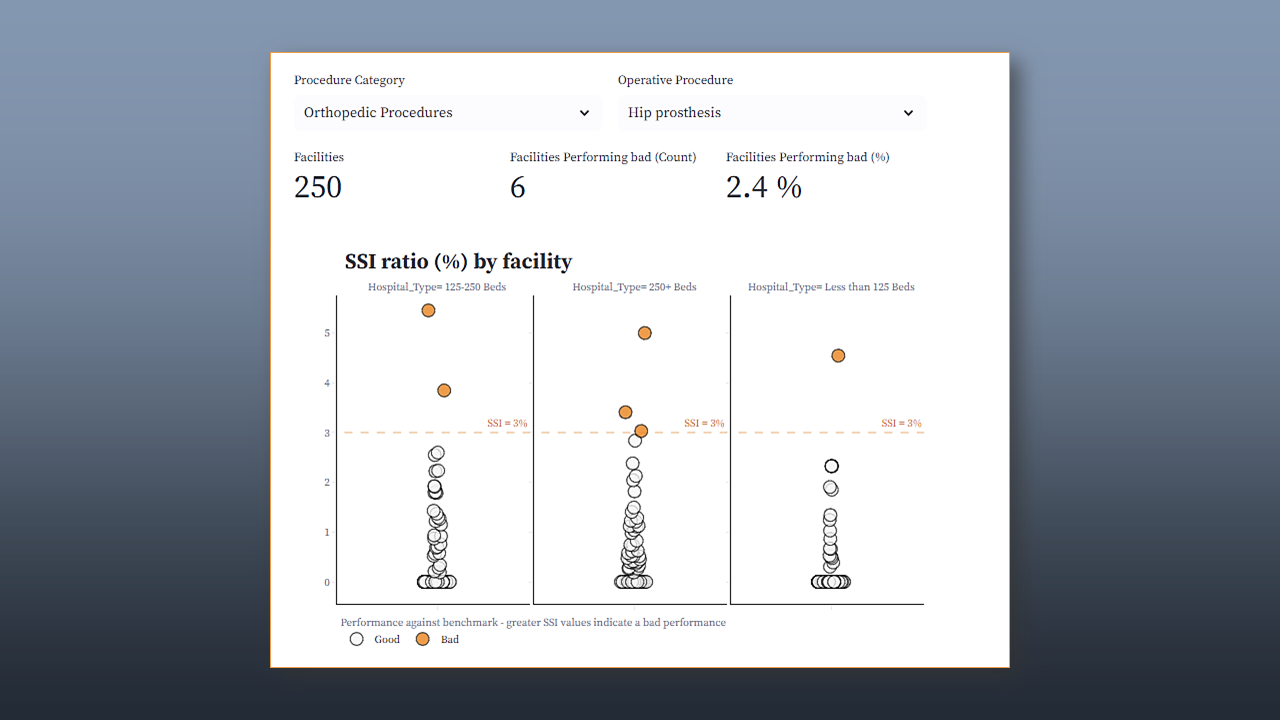 Procedure Category
Operative Procedure
Orthopedic Procedures
Hip prosthesis
Facilities
Facilities Performing bad (Count)
Facilities Performing bad (%)
250
6
2.4 %
SSI ratio (%) by facility
Hospital_Type= 125-250 Beds
Hospital_Type= 250+ Beds
Hospital_Type= Less than 125 Beds
5
4
SSI = 3%
SSI = 3%
SSI = 3%
3
2
1
0
Performance against benchmark - greater SSI values indicate a bad performance
Good
Bad